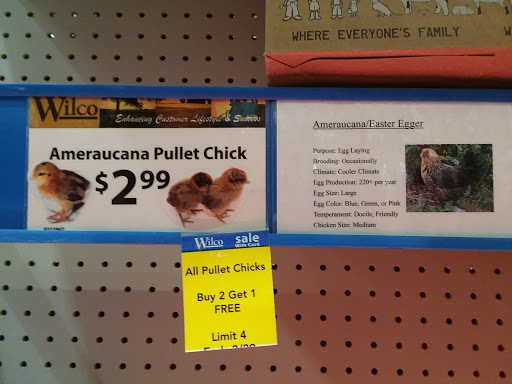 WHERE EVERYONE'S FAMILY
Wilco
Enhancing Customer Lifestyle & Success
Ameraucana Pullet Chick
$2.99
Ameraucana/Easter Egger
Purpose: Egg Laying
Brooding: Occasionally
Climate: Cooler Climate
Egg Production: 220+ per year
Egg Size: Large
Egg Color: Blue, Green, or Pink
Temperament: Docile, Friendly
Chicken Size: Medium
Wilco sale
With Card
All Pullet Chicks
Buy 2 Get 1
FREE
Limit 4